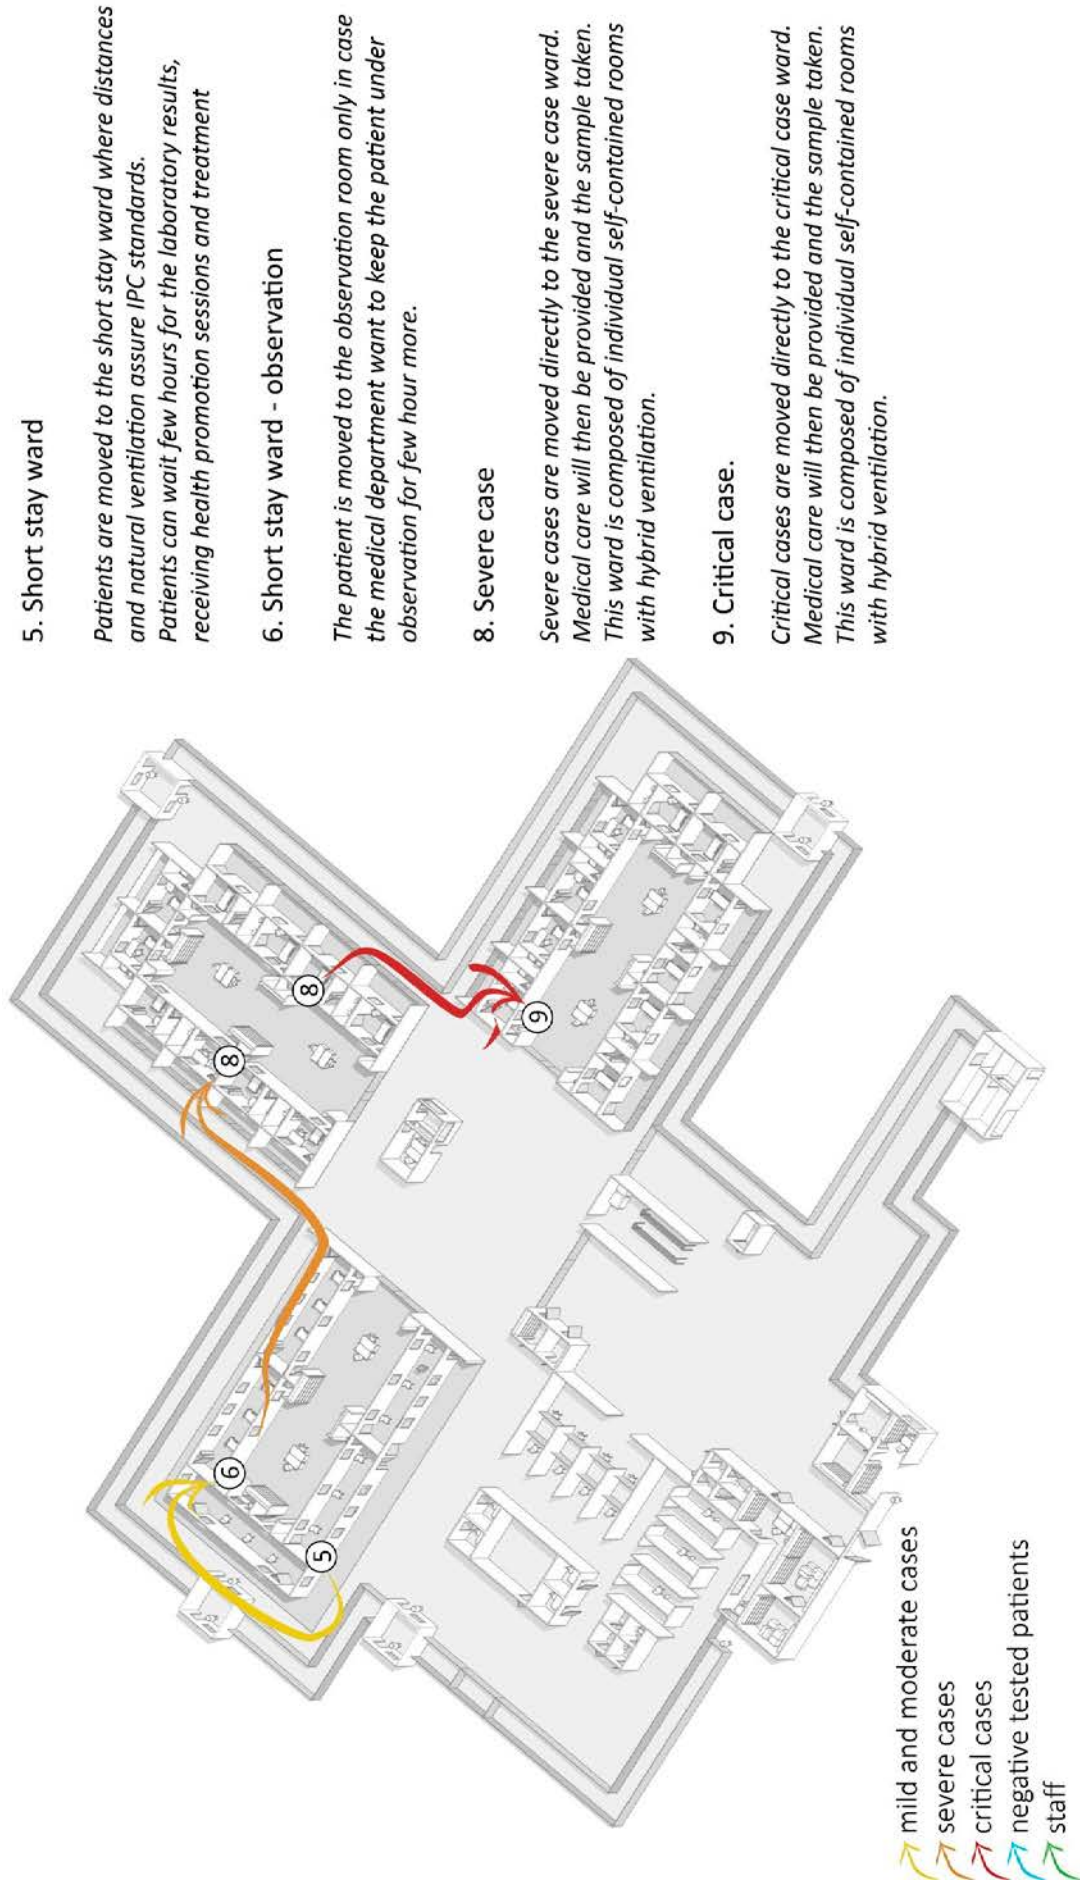 5. Short stay ward
Patients are moved to the short stay ward where distances
and natural ventilation assure IPC standards.
Patients can wait few hours for the laboratory results,
receiving health promotion sessions and treatment
6. Short stay ward - observation
The patient is moved to the observation room only in case
the medical department want to keep the patient under
observation for few hour more.
8. Severe case
Severe cases are moved directly to the severe case ward.
Medical care will then be provided and the sample taken.
This ward is composed of individual self-contained rooms
with hybrid ventilation.
9. Critical case.
Critical cases are moved directly to the critical case ward.
Medical care will then be provided and the sample taken.
This ward is composed of individual self-contained rooms
with hybrid ventilation.
5
6
8
8
9
mild and moderate cases
severe cases
critical cases
negative tested patients
staff